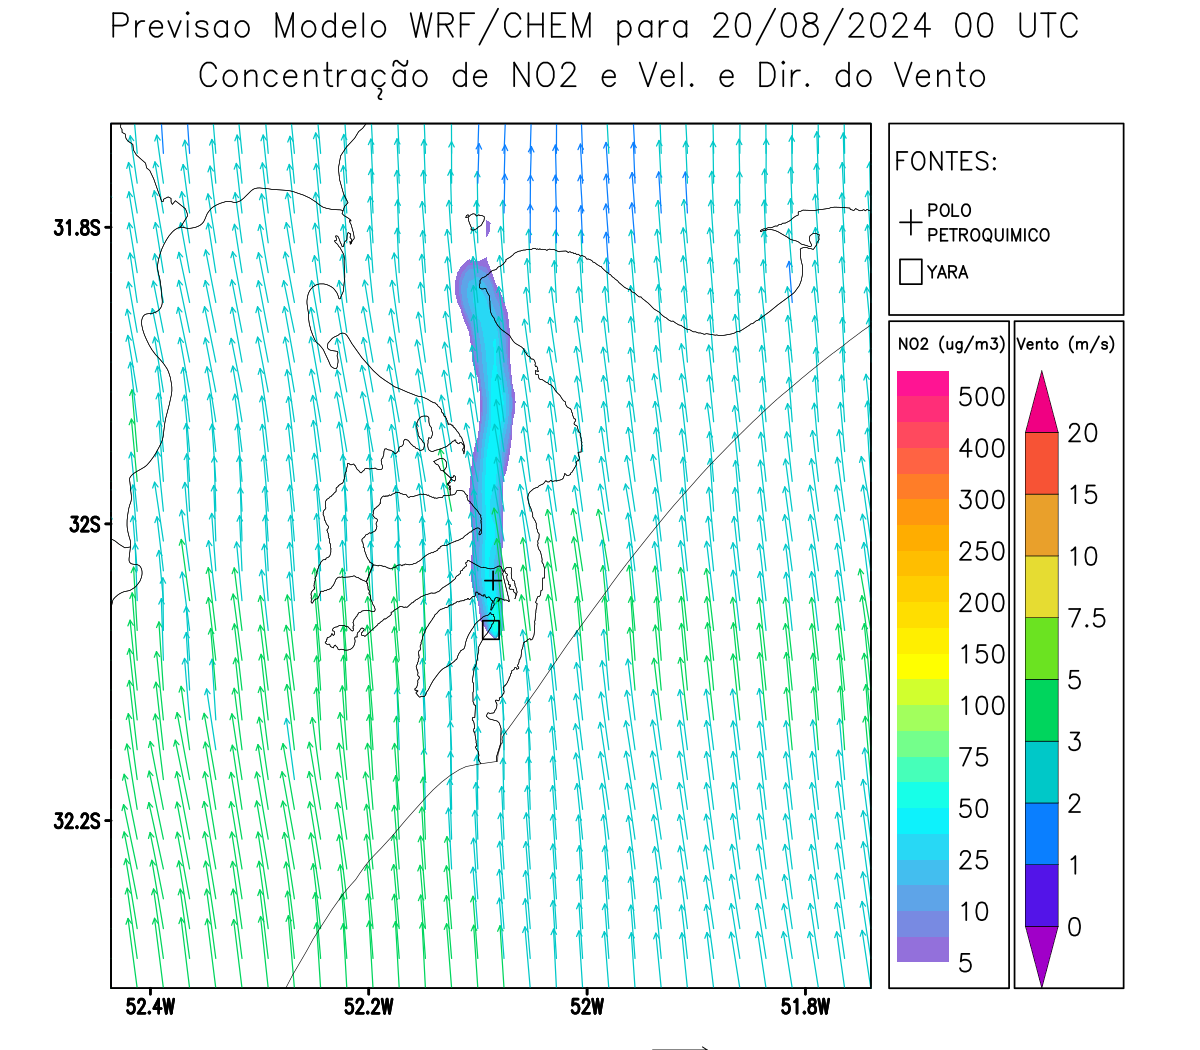 Previsao Modelo WRF/CHEM para 20/08/2024 00 UTC
Concentração de NO2 e Vel. e Dir. do Vento
FONTES:
POLO
PETROQUIMICO
YARA
31.8S
32S
32.2S
52.4W
52.2W
52W
51.8W
NO2 (ug/m3)
500
400
300
250
200
150
100
75
50
25
10
5
Vento (m/s)
20
15
10
7.5
5
3
2
1
0